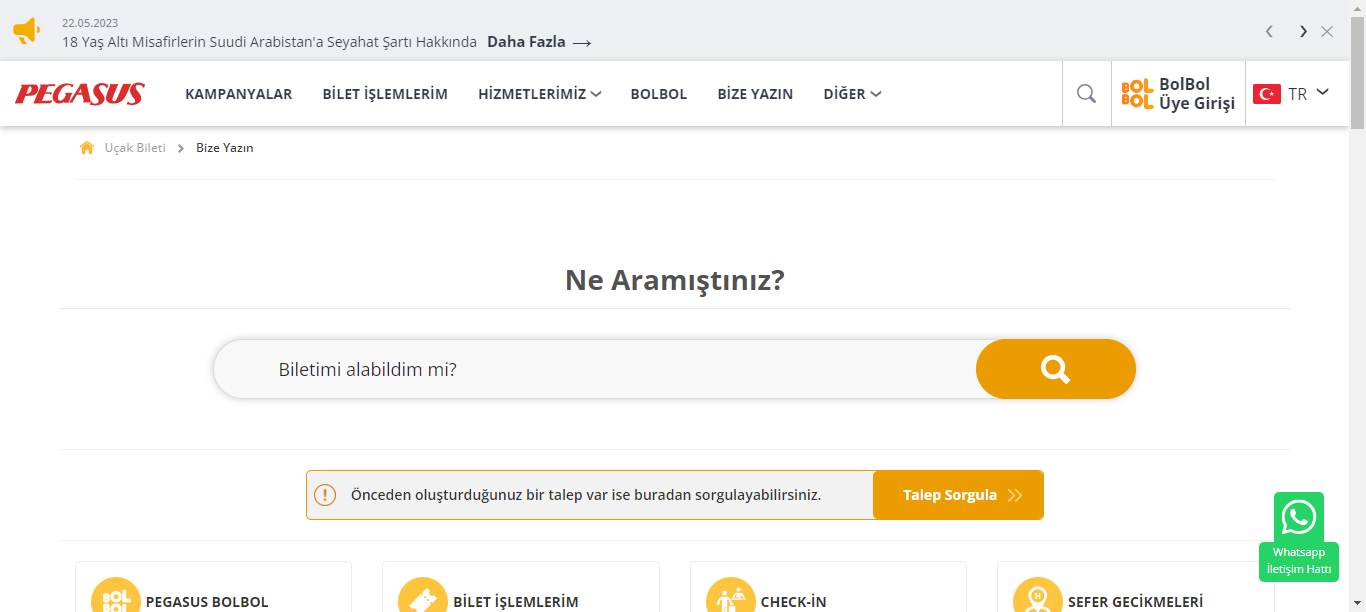 22.05.2023
18 Yaş Altı Misafirlerin Suudi Arabistan'a Seyahat Şartı Hakkında Daha Fazla →
PEGASUS KAMPANYALAR BİLET İŞLEMLERİM HİZMETLERİMİZ BOLBOL BİZE YAZIN DİĞER
BOL BOL BolBol Üye Girişi
TR
Uçak Bileti > Bize Yazın
Ne Aramıştınız?
Biletimi alabildim mi?
Önceden oluşturduğunuz bir talep var ise buradan sorgulayabilirsiniz. Talep Sorgula
Whatsapp
İletişim Hattı
BOL BOL PEGASUS BOLBOL BİLET İŞLEMLERİM CHECK-İN H SEFER GECİKMELERİ